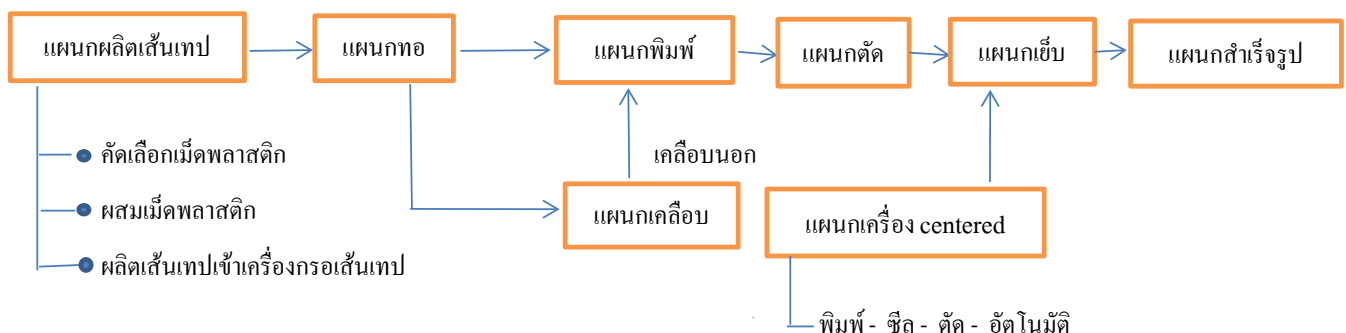 แผนกผลิตเส้นเทป
แผนกทอ
แผนกพิมพ์
แผนกตัด
แผนกเย็บ
แผนกสำเร็จรูป
คัดเลือกเม็ดพลาสติก
ผสมเม็ดพลาสติก
ผลิตเส้นเทปเข้าเครื่องกรอเส้นเทป
เคลือบนอก
แผนกเคลือบ
แผนกเครื่อง centered
พิมพ์ - ซีล - ตัด - อัตโนมัติ